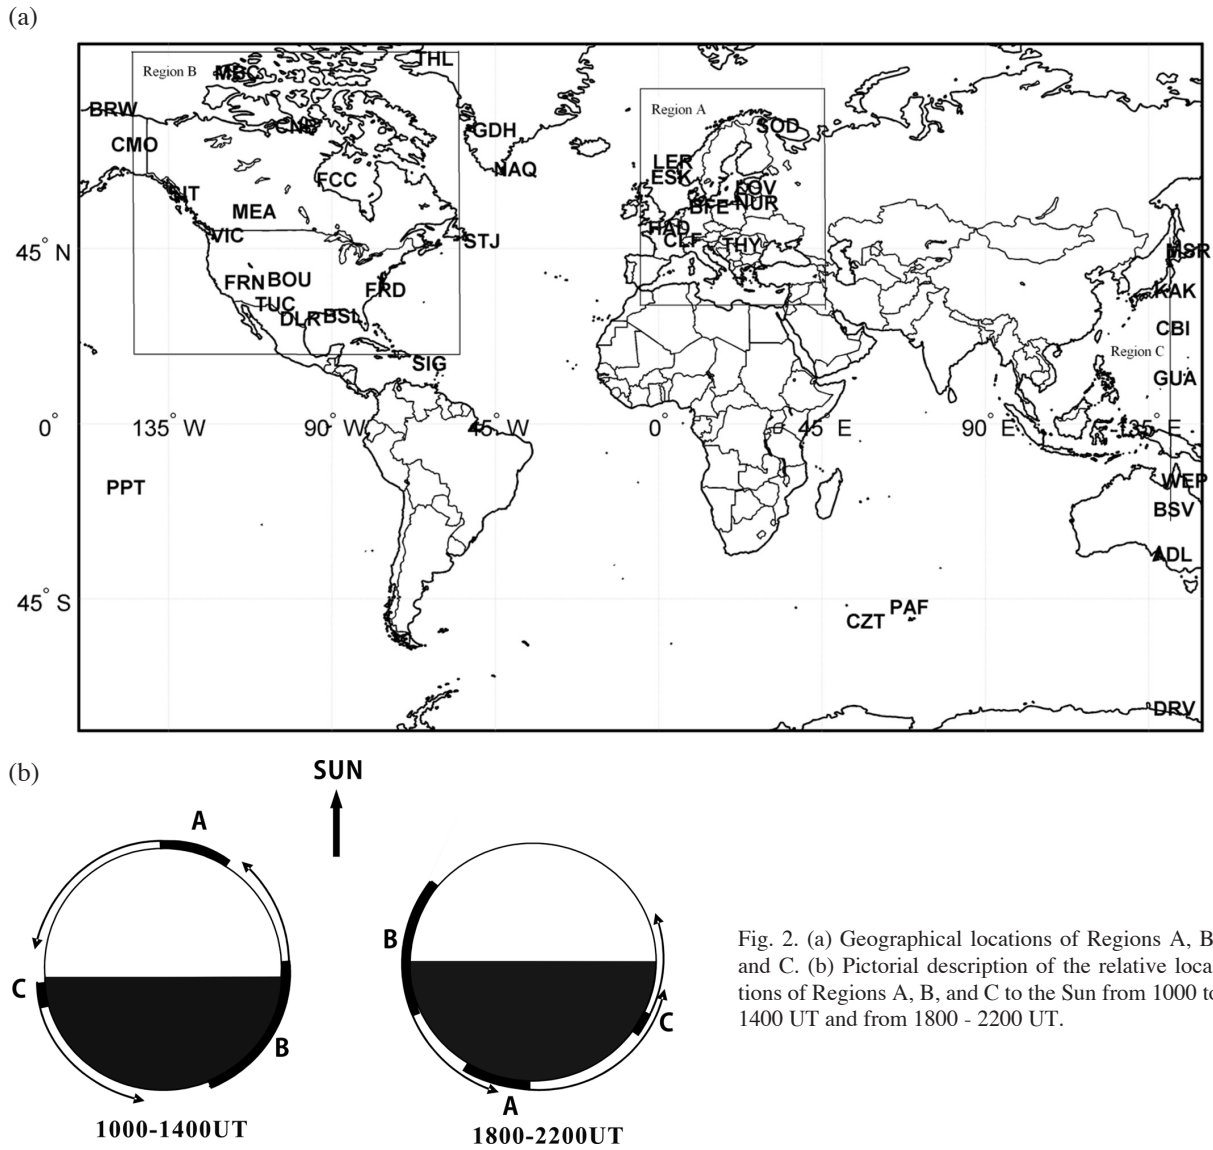 (a)
THL
Region B
MBC
BRW
Region A
CNB
GDH
SOD
CMO
LER
NAQ
ESK
FCC
SIT
LOV
MEA
BFE
NUR
HAD
VIC
STJ
CLF
THY
45° N
MSR
FRN
BOU
FRD
KAK
TUC
DLR
BSL
CBI
Region C
SIG
GUA
0°
135° W
90° W
45° W
0°
45° E
90° E
135° E
PPT
WEP
BSV
ADL
45° S
PAF
CZT
DRV
(b)
SUN
A
B
C
C
B
A
1000-1400UT
1800-2200UT
Fig. 2. (a) Geographical locations of Regions A, B
and C. (b) Pictorial description of the relative loca
tions of Regions A, B, and C to the Sun from 1000 to
1400 UT and from 1800 - 2200 UT.